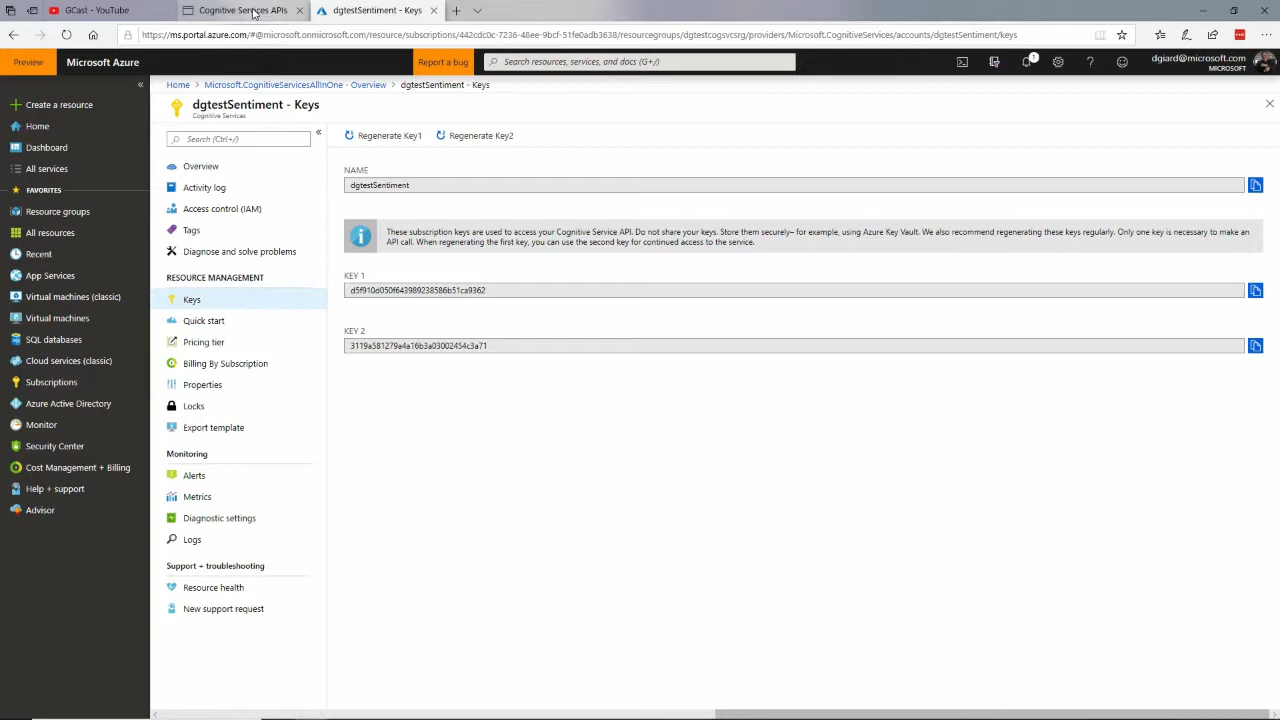 GCast - YouTube
Cognitive Services APIs
dgtestSentiment - Keys
https://ms.portal.azure.com/#@microsoft.onmicrosoft.com/resource/subscriptions/442cdc0c-7236-48ee-9bcf-51fe0adb3638/resourcegroups/dgtestcogsvcsrg/providers/Microsoft.CognitiveServices/accounts/dgtestSentiment/keys
Preview
Microsoft Azure
Report a bug
Search resources, services, and docs (G+/)
1
dgiard@microsoft.com
MICROSOFT
Create a resource
Home
Dashboard
All services
FAVORITES
Resource groups
All resources
Recent
App Services
Virtual machines (classic)
Virtual machines
SQL databases
Cloud services (classic)
Subscriptions
Azure Active Directory
Monitor
Security Center
Cost Management + Billing
Help + support
Advisor
Home > Microsoft.CognitiveServicesAllInOne - Overview > dgtestSentiment - Keys
dgtestSentiment - Keys
Cognitive Services
Search (Ctrl+/)
Overview
Activity log
Access control (IAM)
Tags
Diagnose and solve problems
RESOURCE MANAGEMENT
Keys
Quick start
Pricing tier
Billing By Subscription
Properties
Locks
Export template
Monitoring
Alerts
Metrics
Diagnostic settings
Logs
Support + troubleshooting
Resource health
New support request
Regenerate Key1
Regenerate Key2
NAME
dgtestSentiment
These subscription keys are used to access your Cognitive Service API. Do not share your keys. Store them securely– for example, using Azure Key Vault. We also recommend regenerating these keys regularly. Only one key is necessary to make an
API call. When regenerating the first key, you can use the second key for continued access to the service.
KEY 1
d5f910d050f643989238586b51ca9362
KEY 2
3119a581279a4a16b3a03002454c3a71